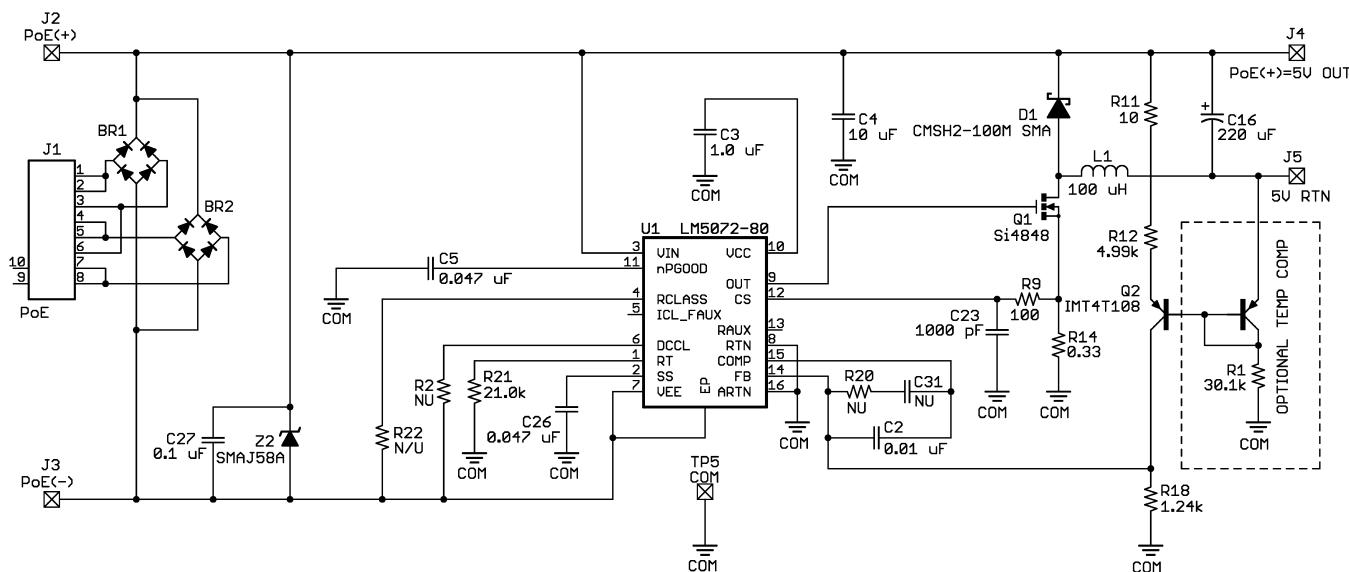 J2
PoE(+)
J4
PoE(+)=5V OUT
BR1
J1
1
2
3
4
5
6
7
8
10
9
PoE
BR2
C3
1.0 uF
COM
C4
10 uF
COM
D1
CMSH2-100M SMA
R11
10
C16
220 uF
L1
100 uH
J5
5V RTN
Q1
Si4848
U1 LM5072-80
3 VIN
11 nPGOOD
4 RCLASS
5 ICL_FAUX
6 DCCL
1 RT
2 SS
7 VEE
EP
VCC 10
OUT 9
CS 12
RAUX 13
RTN 8
COMP 15
FB 14
ARTN 16
C5
0.047 uF
COM
R12
4.99k
Q2
IMT4T108
OPTIONAL TEMP COMP
R1
30.1k
COM
R9
100
C23
1000 pF
COM
R14
0.33
COM
R2
NU
R21
21.0k
COM
C26
0.047 uF
COM
R22
N/U
R20
NU
C31
NU
C2
0.01 uF
COM
C27
0.1 uF
Z2
SMAJ58A
J3
PoE(-)
TP5
COM
COM
R18
1.24k
COM